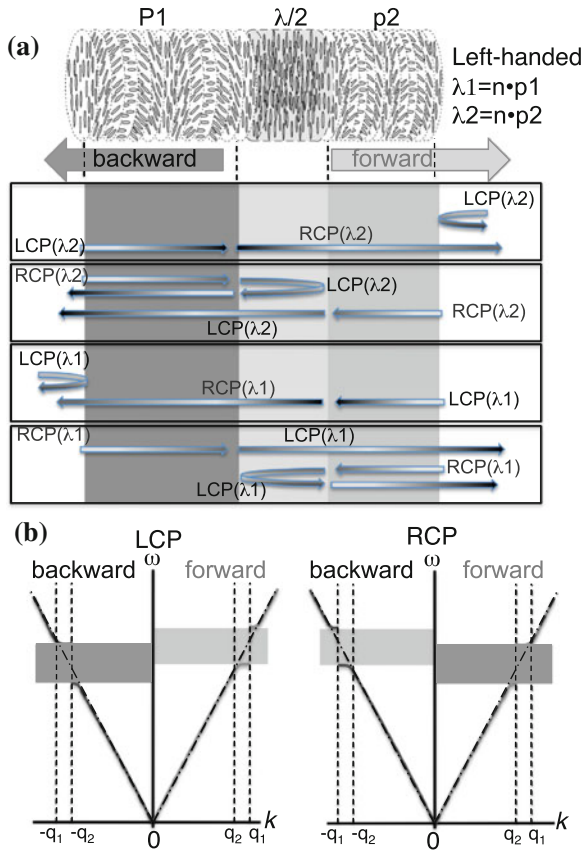 P1 λ/2 p2
(a)
Left-handed
λ1=n•p1
λ2=n•p2
backward forward
LCP(λ2)
RCP(λ2)
LCP(λ2)
RCP(λ2)
LCP(λ2)
RCP(λ2)
LCP(λ2)
LCP(λ1)
RCP(λ1)
LCP(λ1)
RCP(λ1)
LCP(λ1)
RCP(λ1)
LCP(λ1)
(b)
LCP RCP
backward ω forward backward ω forward
-q1 -q2 0 q2 q1 k -q1 -q2 0 q2 q1 k